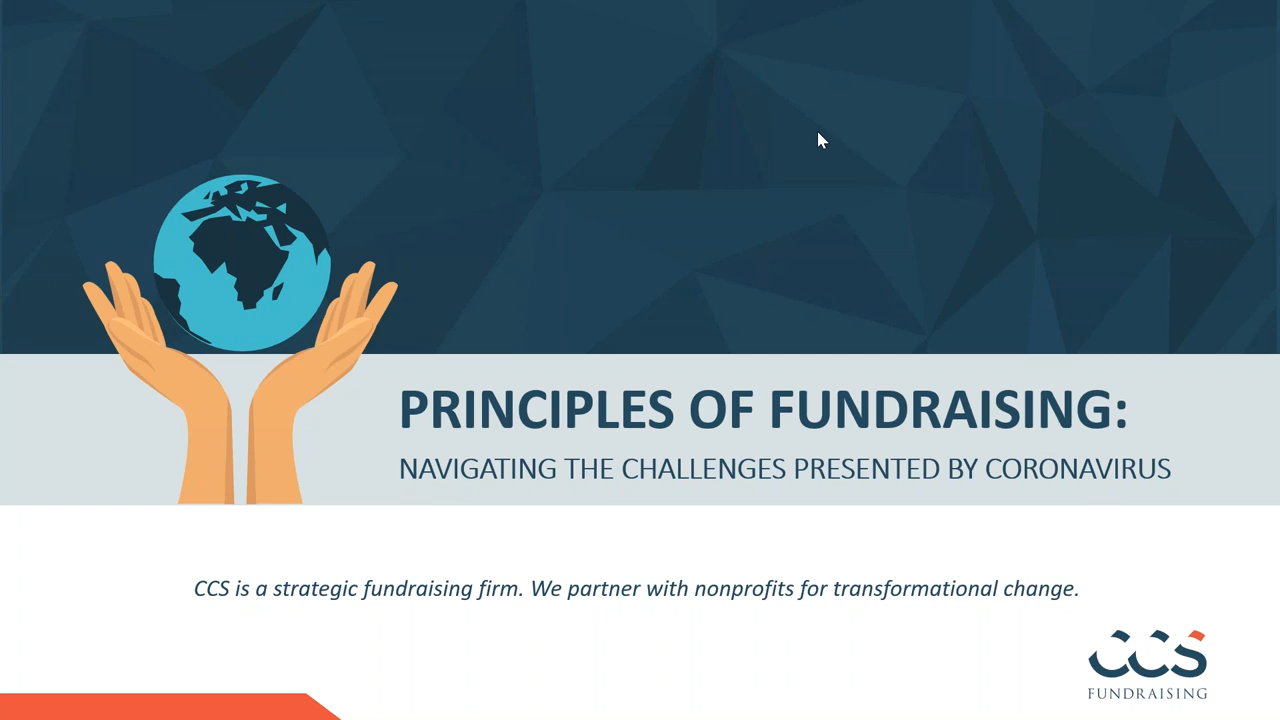 PRINCIPLES OF FUNDRAISING:
NAVIGATING THE CHALLENGES PRESENTED BY CORONAVIRUS
CCS is a strategic fundraising firm. We partner with nonprofits for transformational change.
CCS
FUNDRAISING